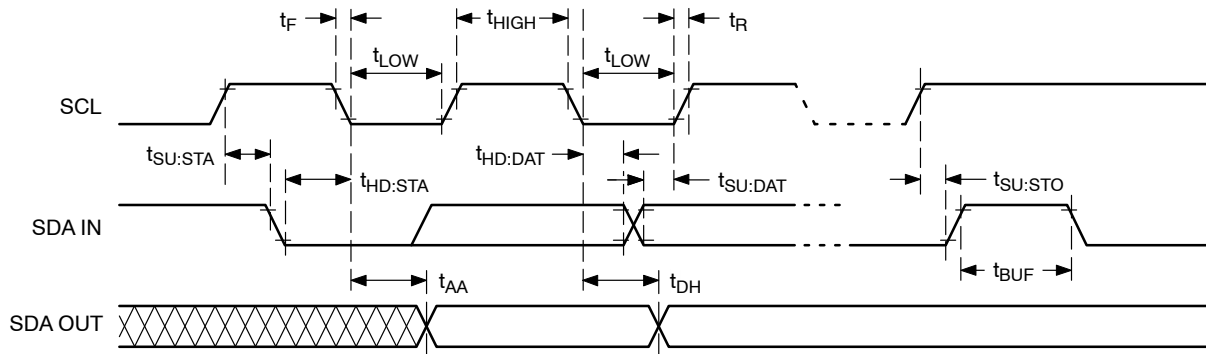 tF
tHIGH
tR
tLOW
tLOW
SCL
tSU:STA
tHD:DAT
tHD:STA
tSU:DAT
tSU:STO
SDA IN
tBUF
tAA
tDH
SDA OUT